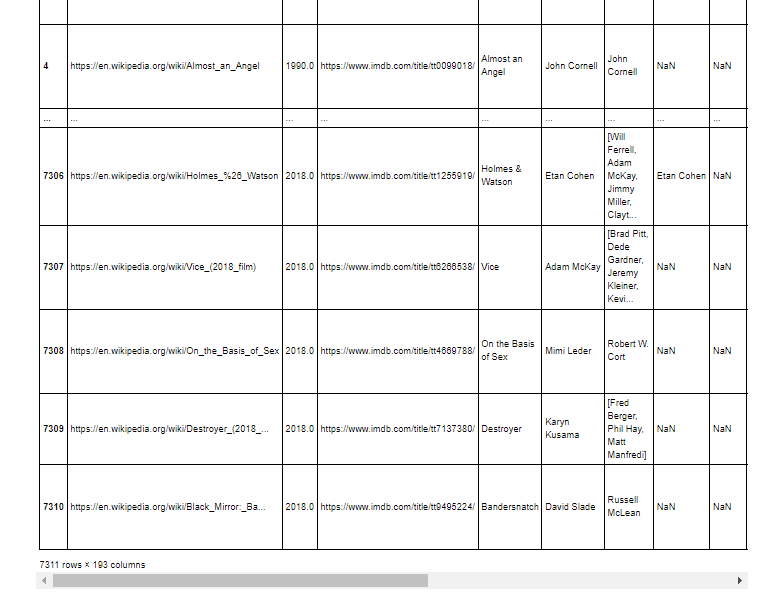 4 https://en.wikipedia.org/wiki/Almost_an_Angel 1990.0 https://www.imdb.com/title/tt0099018/ Almost an Angel John Cornell John Cornell NaN NaN
... ... ... ... ... ... ... ... ...
7306 https://en.wikipedia.org/wiki/Holmes_%26_Watson 2018.0 https://www.imdb.com/title/tt1255919/ Holmes & Watson Etan Cohen [Will Ferrell, Adam McKay, Jimmy Miller, Clayt... Etan Cohen NaN
7307 https://en.wikipedia.org/wiki/Vice_(2018_film) 2018.0 https://www.imdb.com/title/tt6266538/ Vice Adam McKay [Brad Pitt, Dede Gardner, Jeremy Kleiner, Kevi... NaN NaN
7308 https://en.wikipedia.org/wiki/On_the_Basis_of_Sex 2018.0 https://www.imdb.com/title/tt4669788/ On the Basis of Sex Mimi Leder Robert W. Cort NaN NaN
7309 https://en.wikipedia.org/wiki/Destroyer_(2018_... 2018.0 https://www.imdb.com/title/tt7137380/ Destroyer Karyn Kusama [Fred Berger, Phil Hay, Matt Manfredi] NaN NaN
7310 https://en.wikipedia.org/wiki/Black_Mirror:_Ba... 2018.0 https://www.imdb.com/title/tt9495224/ Bandersnatch David Slade Russell McLean NaN NaN
7311 rows × 193 columns